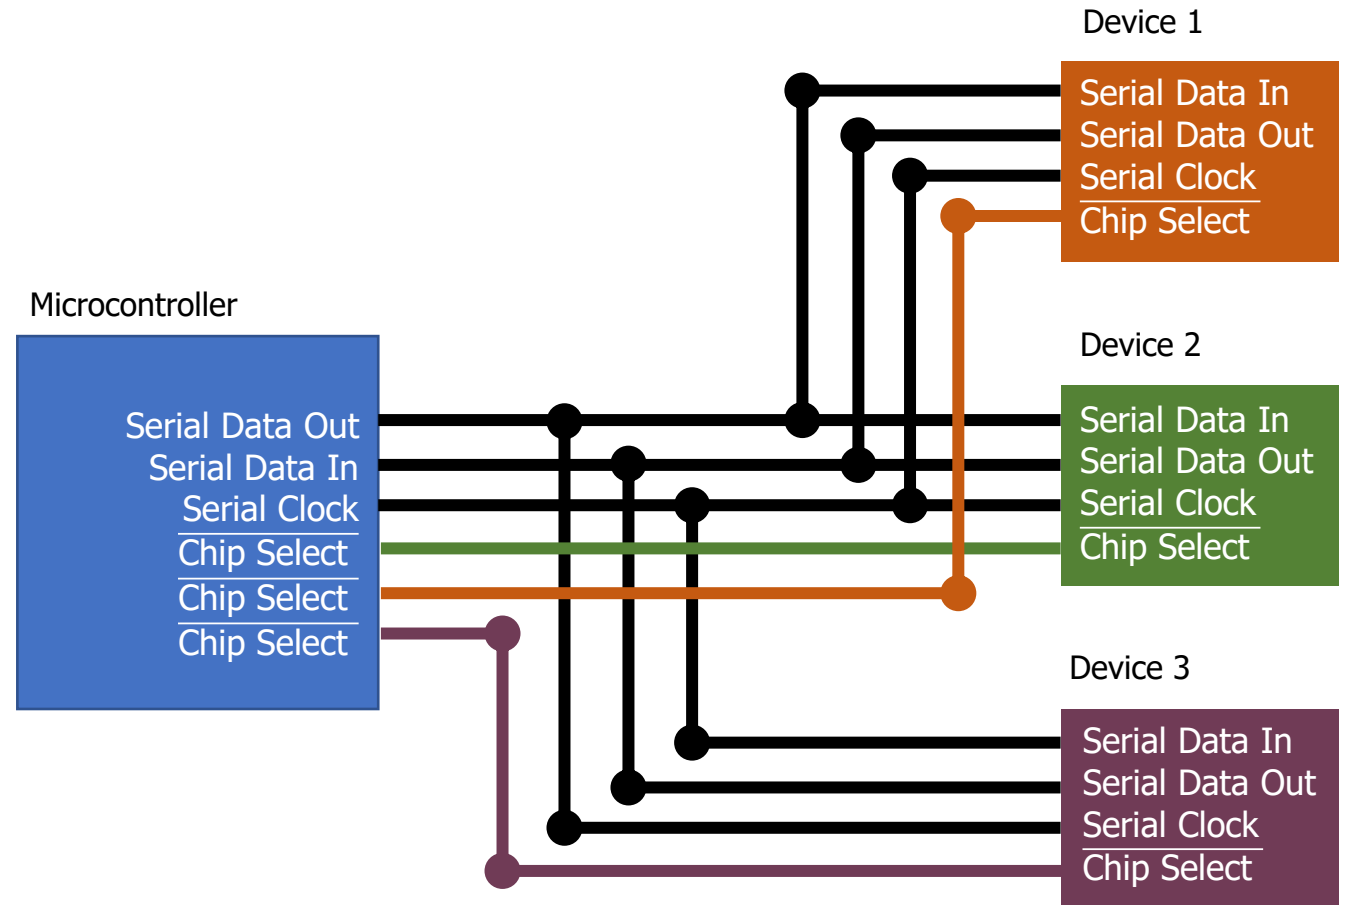 Device 1
Serial Data In
Serial Data Out
Serial Clock
Chip Select
Microcontroller
Serial Data Out
Serial Data In
Serial Clock
Chip Select
Chip Select
Chip Select
Device 2
Serial Data In
Serial Data Out
Serial Clock
Chip Select
Device 3
Serial Data In
Serial Data Out
Serial Clock
Chip Select